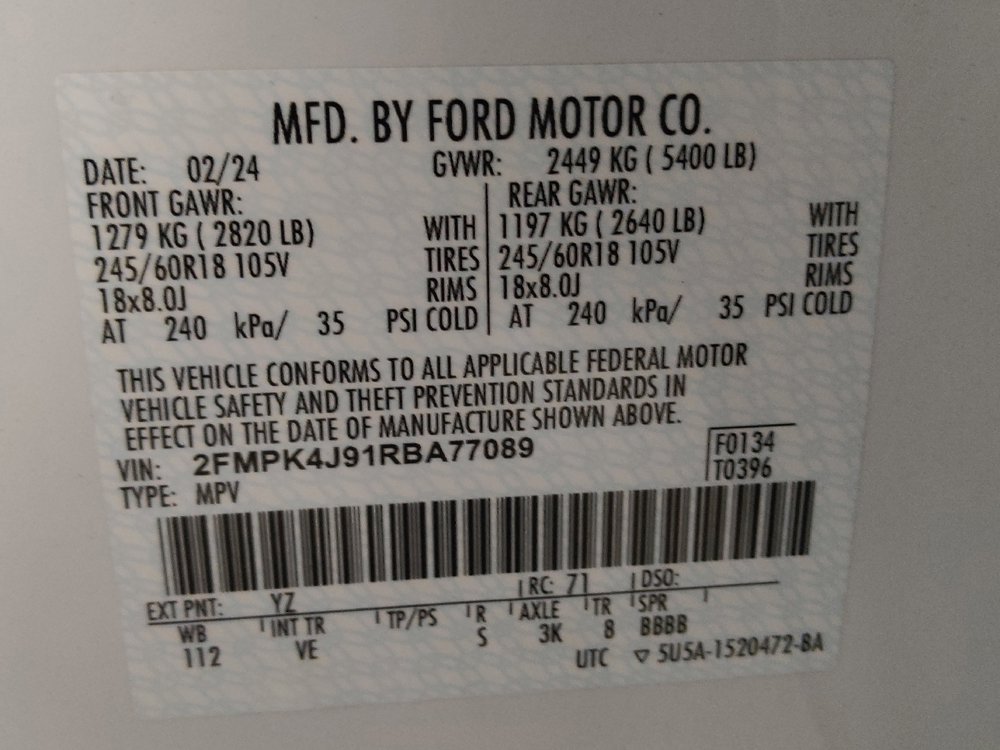 MFD. BY FORD MOTOR CO.
DATE: 02/24 GVWR: 2449 KG ( 5400 LB)
FRONT GAWR: REAR GAWR:
1279 KG ( 2820 LB) WITH 1197 KG ( 2640 LB) WITH
245/60R18 105V TIRES 245/60R18 105V TIRES
18x8.0J RIMS 18x8.0J RIMS
AT 240 kPa/ 35 PSI COLD AT 240 kPa/ 35 PSI COLD
THIS VEHICLE CONFORMS TO ALL APPLICABLE FEDERAL MOTOR
VEHICLE SAFETY AND THEFT PREVENTION STANDARDS IN
EFFECT ON THE DATE OF MANUFACTURE SHOWN ABOVE.
VIN: 2FMPK4J91RBA77089 F0134
TYPE: MPV T0396
EXT PNT: YZ RC: 71 DSO:
WB INT TR TP/PS R AXLE TR SPR
112 VE S 3K 8 BBBB
UTC ▽ 5U5A-1520472-BA